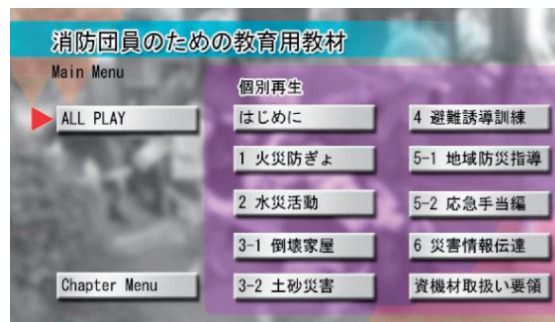 消防団員のための教育用教材
Main Menu
ALL PLAY
Chapter Menu
個別再生
はじめに
1 火災防ぎょ
2 水災活動
3-1 倒壊家屋
3-2 土砂災害
4 避難誘導訓練
5-1 地域防災指導
5-2 応急手当編
6 災害情報伝達
資機材取扱い要領